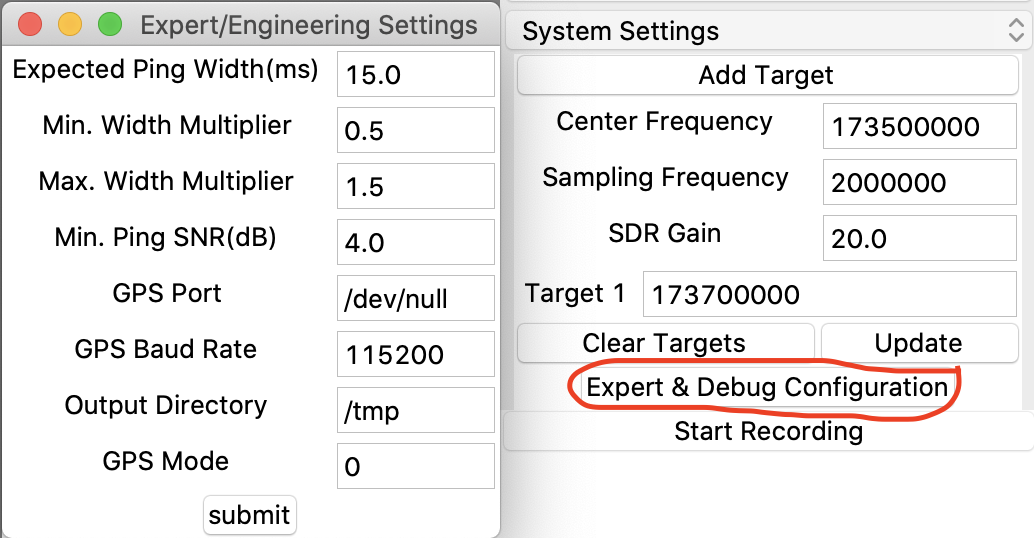 Expert/Engineering Settings
Expected Ping Width(ms) 15.0
Min. Width Multiplier 0.5
Max. Width Multiplier 1.5
Min. Ping SNR(dB) 4.0
GPS Port /dev/null
GPS Baud Rate 115200
Output Directory /tmp
GPS Mode 0
submit
System Settings
Add Target
Center Frequency 173500000
Sampling Frequency 2000000
SDR Gain 20.0
Target 1 173700000
Clear Targets Update
Expert & Debug Configuration
Start Recording